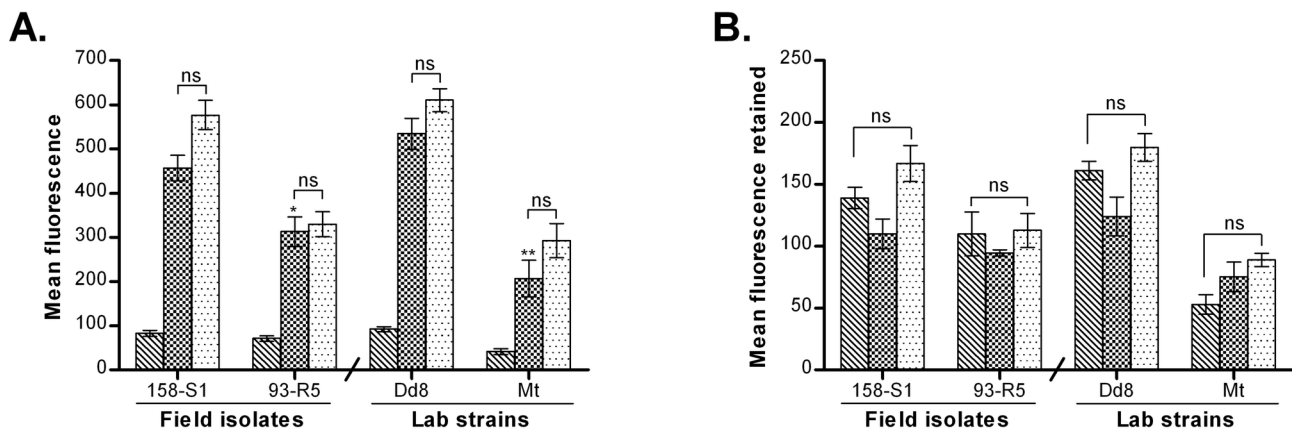 A.
Mean fluorescence
700
600
500
400
300
200
100
0
ns
ns
ns
ns
*
**
158-S1 93-R5 Dd8 Mt
Field isolates Lab strains
B.
Mean fluorescence retained
250
200
150
100
50
0
ns
ns
ns
ns
158-S1 93-R5 Dd8 Mt
Field isolates Lab strains